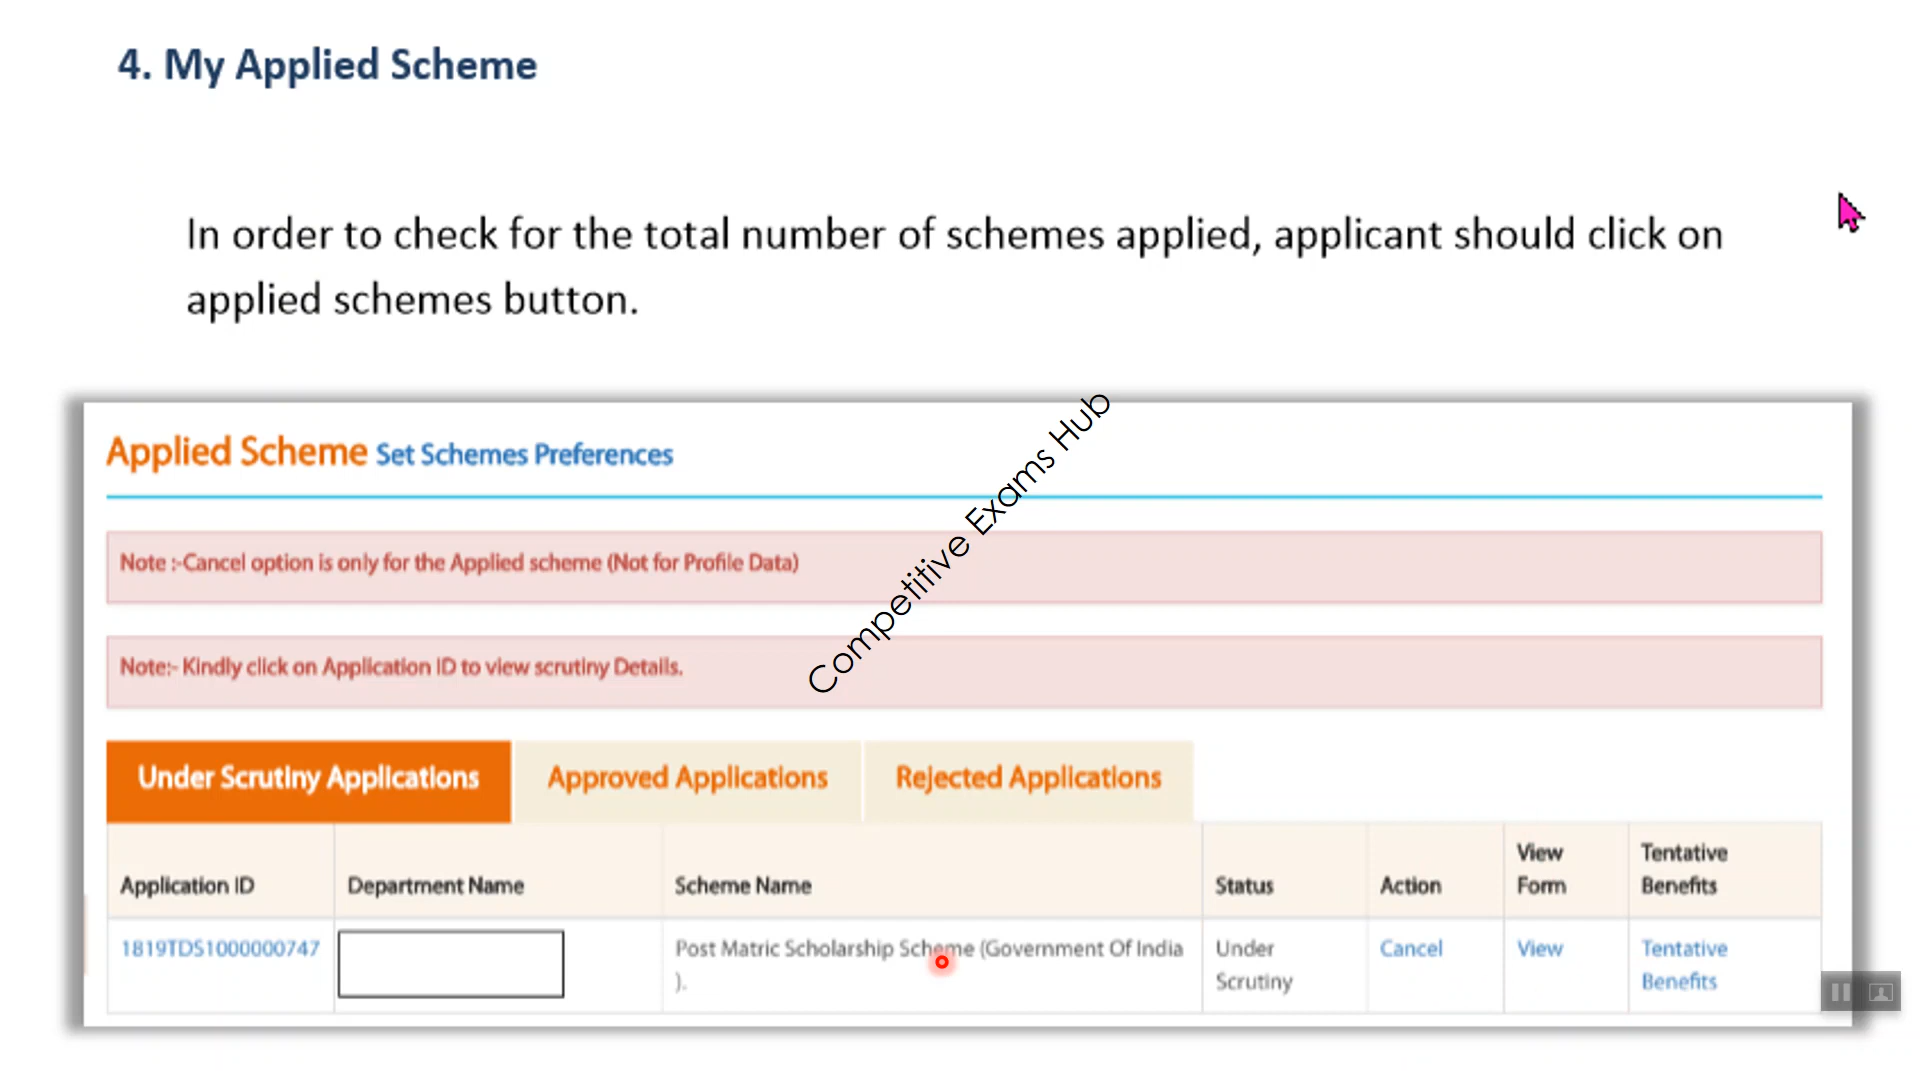 4. My Applied Scheme
In order to check for the total number of schemes applied, applicant should click on
applied schemes button.
Applied Scheme Set Schemes Preferences
Note :-Cancel option is only for the Applied scheme (Not for Profile Data)
Note:- Kindly click on Application ID to view scrutiny Details.
Competitive Exams Hub
Under Scrutiny Applications Approved Applications Rejected Applications
Application ID Department Name Scheme Name Status Action View Form Tentative Benefits
1819TDS1000000747 Post Matric Scholarship Scheme (Government Of India ). Under Scrutiny Cancel View Tentative Benefits